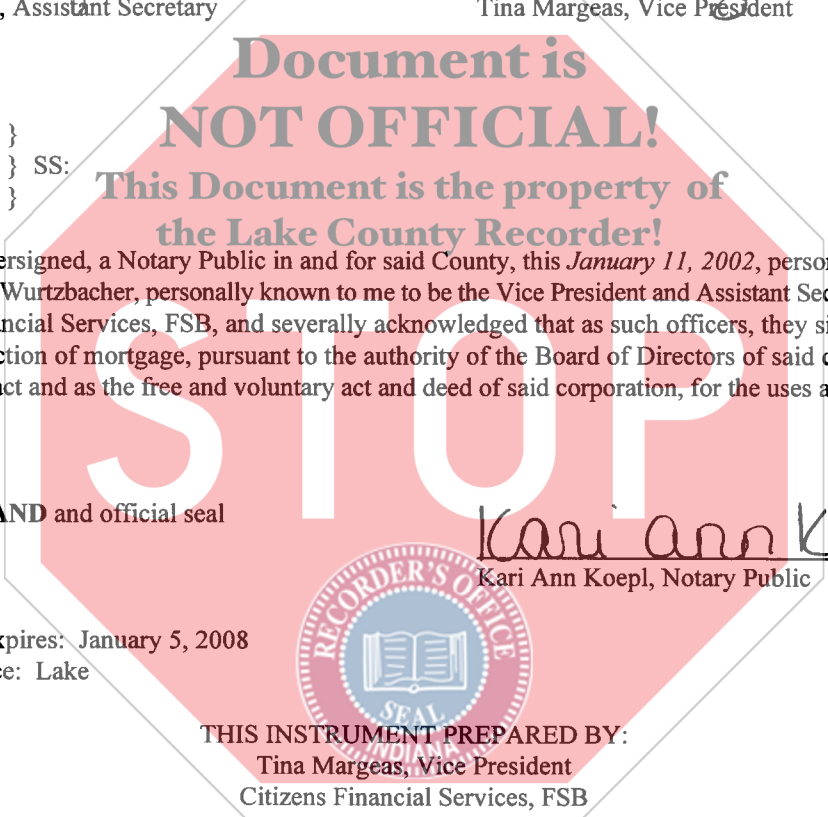 , Assistant Secretary Tina Margeas, Vice President
Document is
NOT OFFICIAL!
}
} SS:
}
This Document is the property of
the Lake County Recorder!
ersigned, a Notary Public in and for said County, this January 11, 2002, person
Wurtzbacher, personally known to me to be the Vice President and Assistant Sec
ncial Services, FSB, and severally acknowledged that as such officers, they si
ction of mortgage, pursuant to the authority of the Board of Directors of said c
act and as the free and voluntary act and deed of said corporation, for the uses a
STOP
AND and official seal
Kari Ann K
Kari Ann Koepl, Notary Public
RECORDER'S OFFICE
SEAL
INDIANA
xpires: January 5, 2008
ce: Lake
THIS INSTRUMENT PREPARED BY:
Tina Margeas, Vice President
Citizens Financial Services, FSB